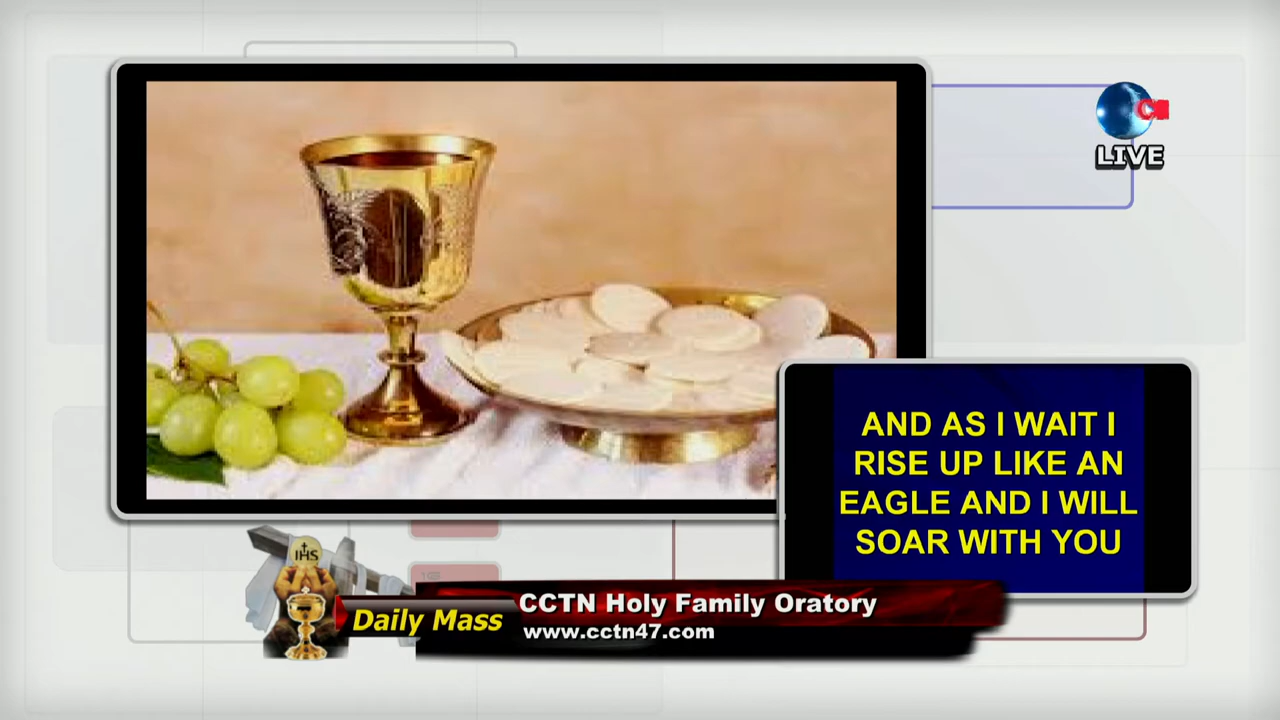 LIVE
AND AS I WAIT I
RISE UP LIKE AN
EAGLE AND I WILL
SOAR WITH YOU
IHS
Daily Mass
CCTN Holy Family Oratory
www.cctn47.com